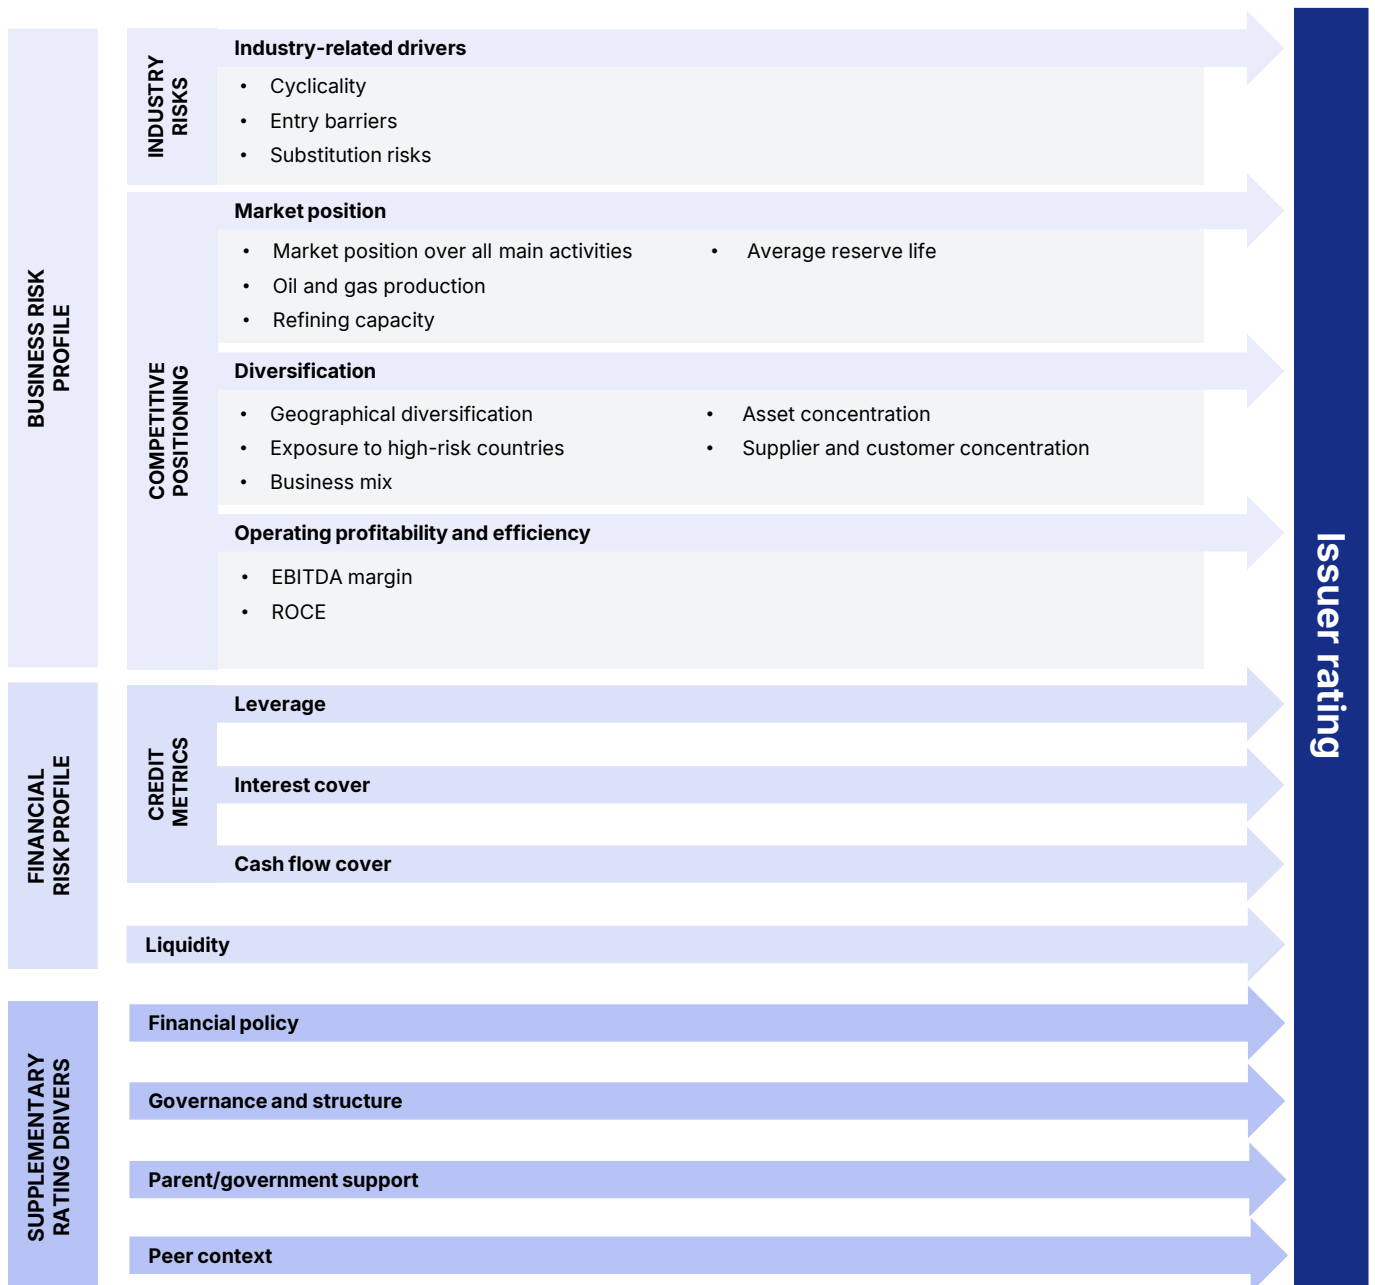 BUSINESS RISK
PROFILE
INDUSTRY
RISKS
Industry-related drivers
• Cyclicality
• Entry barriers
• Substitution risks
COMPETITIVE
POSITIONING
Market position
• Market position over all main activities
• Oil and gas production
• Refining capacity
• Average reserve life
Diversification
• Geographical diversification
• Exposure to high-risk countries
• Business mix
• Asset concentration
• Supplier and customer concentration
Operating profitability and efficiency
• EBITDA margin
• ROCE
FINANCIAL
RISK PROFILE
CREDIT
METRICS
Leverage
Interest cover
Cash flow cover
Liquidity
SUPPLEMENTARY
RATING DRIVERS
Financial policy
Governance and structure
Parent/government support
Peer context
Issuer rating